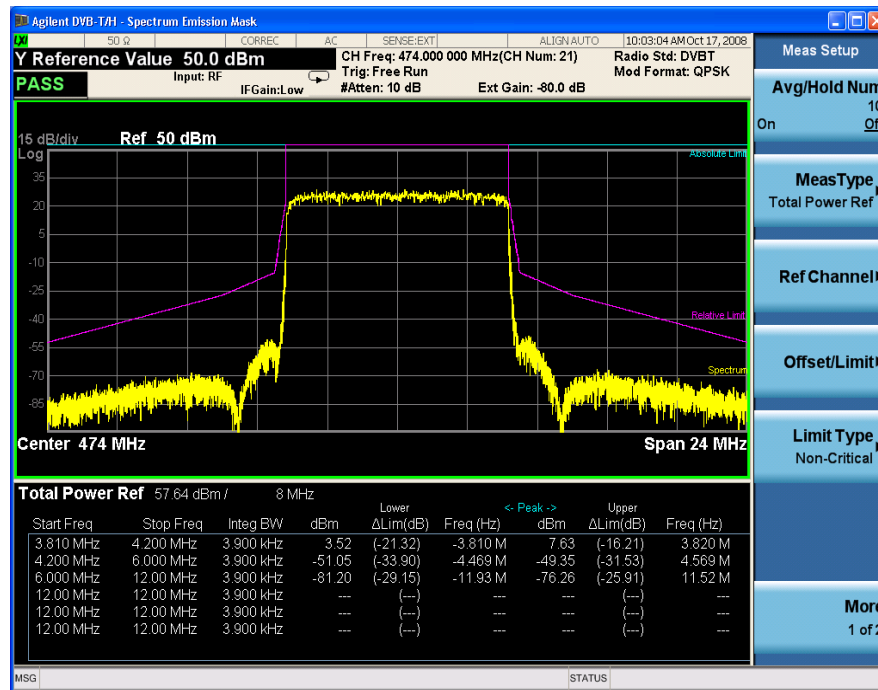 Agilent DVB-T/H - Spectrum Emission Mask
LXI 50 Ω CORREC AC SENSE:EXT ALIGN AUTO 10:03:04 AM Oct 17, 2008
Y Reference Value 50.0 dBm
CH Freq: 474.000 000 MHz(CH Num: 21) Radio Std: DVBT
Trig: Free Run Mod Format: QPSK
PASS Input: RF IFGain:Low #Atten: 10 dB Ext Gain: -80.0 dB
15 dB/div Ref 50 dBm
Log
Absolute Limit
35
20
5
-10
-25
-40
Relative Limit
-55
-70
Spectrum
-85
Center 474 MHz Span 24 MHz
Total Power Ref 57.64 dBm / 8 MHz
Lower <- Peak -> Upper
Start Freq Stop Freq Integ BW dBm ΔLim(dB) Freq (Hz) dBm ΔLim(dB) Freq (Hz)
3.810 MHz 4.200 MHz 3.900 kHz 3.52 (-21.32) -3.810 M 7.63 (-16.21) 3.820 M
4.200 MHz 6.000 MHz 3.900 kHz -51.05 (-33.90) -4.469 M -49.35 (-31.53) 4.569 M
6.000 MHz 12.00 MHz 3.900 kHz -81.20 (-29.15) -11.93 M -76.26 (-25.91) 11.52 M
12.00 MHz 12.00 MHz 3.900 kHz --- (---) --- --- (---) ---
12.00 MHz 12.00 MHz 3.900 kHz --- (---) --- --- (---) ---
12.00 MHz 12.00 MHz 3.900 kHz --- (---) --- --- (---) ---
MSG STATUS
Meas Setup
Avg/Hold Num
10
On Of
MeasType
Total Power Ref
Ref Channel
Offset/Limit
Limit Type
Non-Critical
More
1 of 2